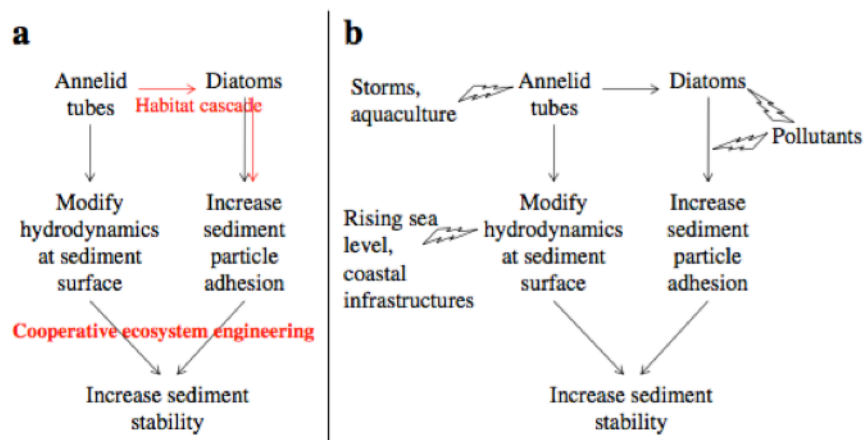 a
Annelid
tubes
Diatoms
Habitat cascade
Modify
hydrodynamics
at sediment
surface
Increase
sediment
particle
adhesion
Cooperative ecosystem engineering
Increase sediment
stability
b
Storms,
aquaculture
Annelid
tubes
Diatoms
Pollutants
Rising sea
level,
coastal
infrastructures
Modify
hydrodynamics
at sediment
surface
Increase
sediment
particle
adhesion
Increase sediment
stability